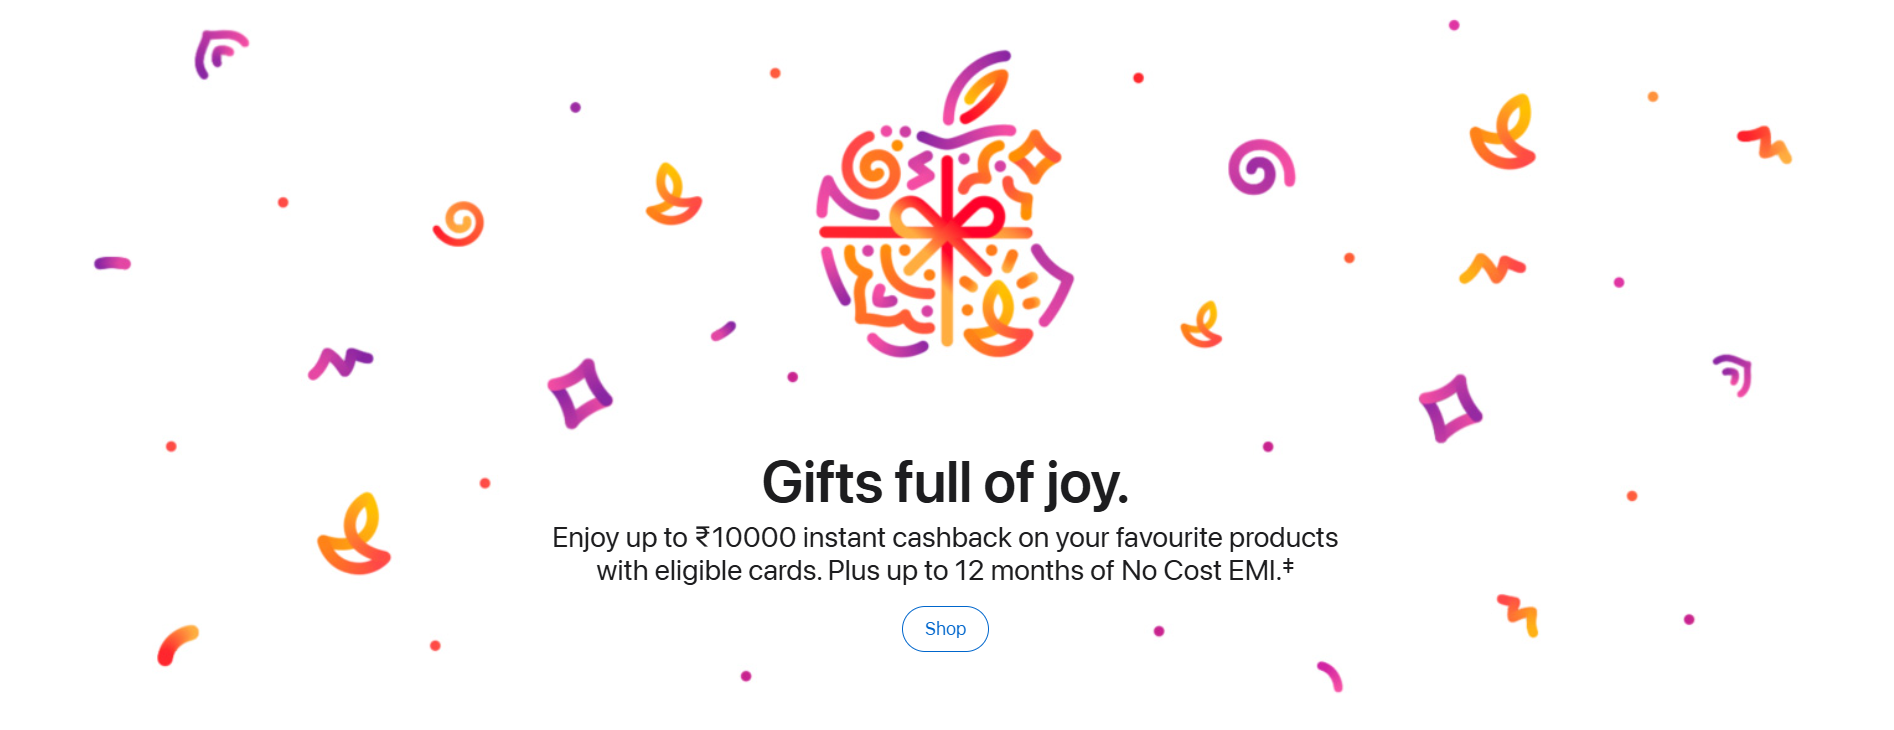 Gifts full of joy.
Enjoy up to ₹10000 instant cashback on your favourite products
with eligible cards. Plus up to 12 months of No Cost EMI.‡
Shop